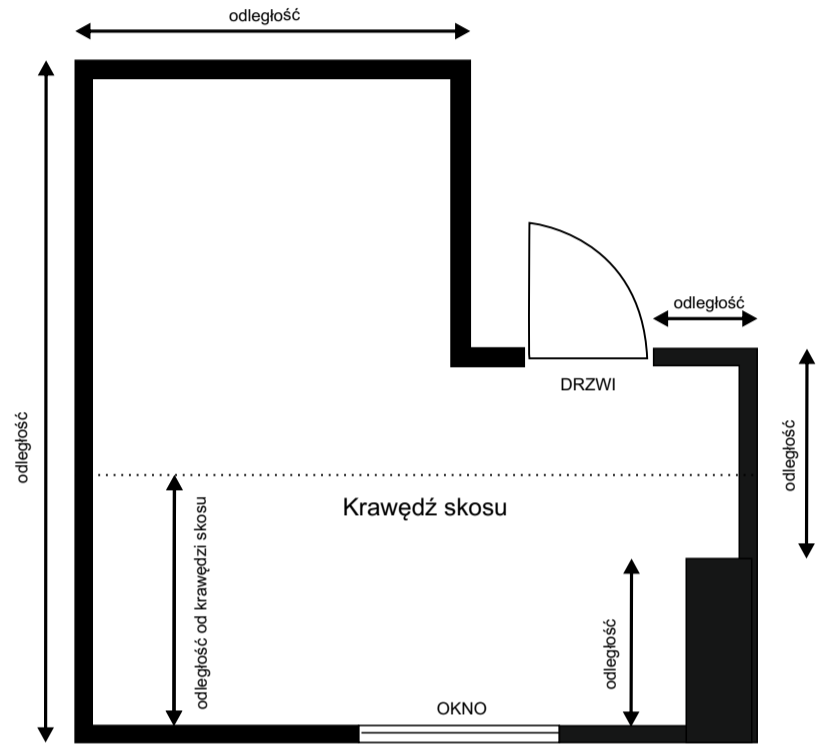 odległość
odległość
DRZWI
odległość
odległość
Krawędź skosu
odległość od krawędzi skosu
odległość
OKNO